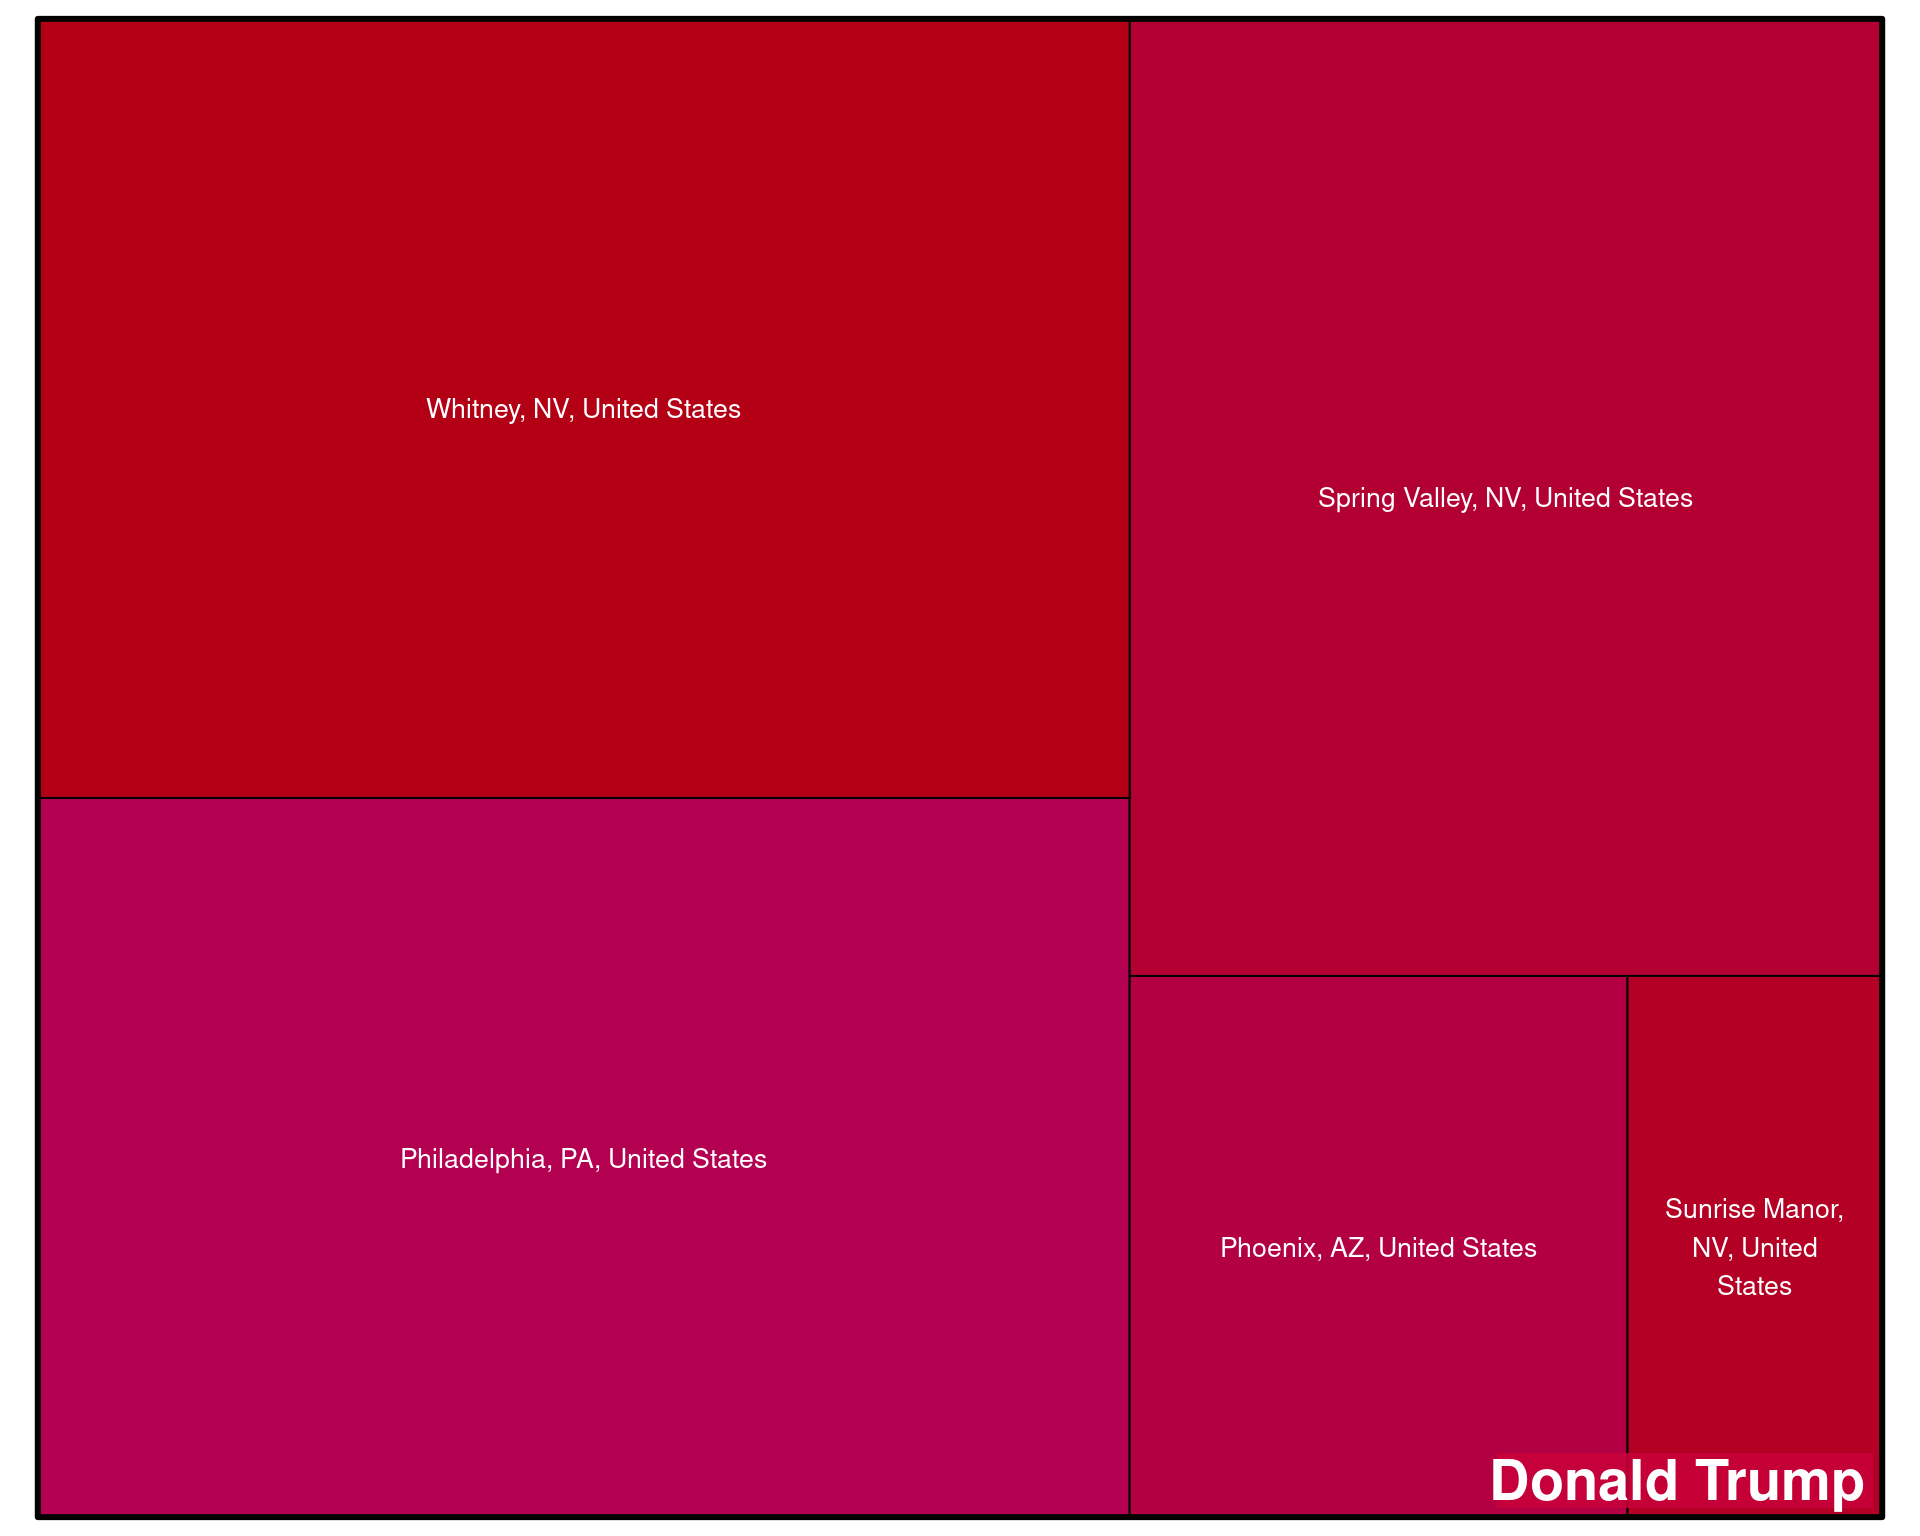 Whitney, NV, United States
Spring Valley, NV, United States
Philadelphia, PA, United States
Phoenix, AZ, United States
Sunrise Manor,
NV, United
States
Donald Trump